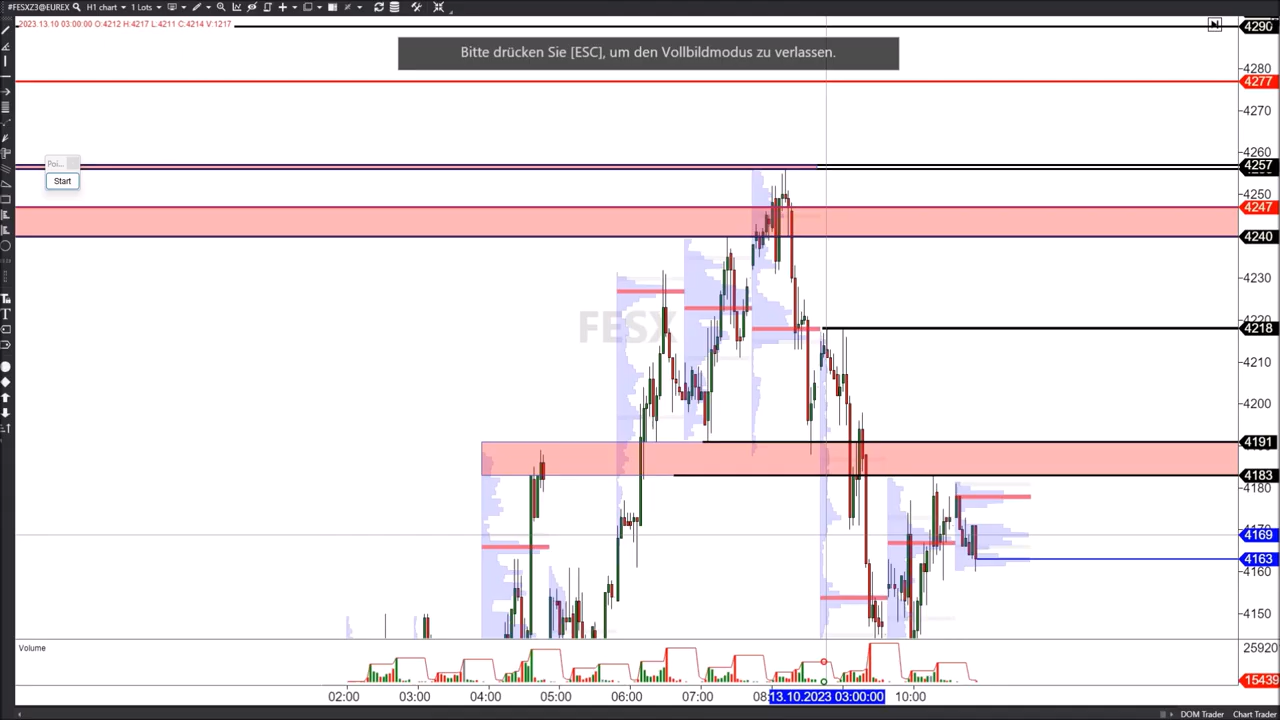 #FESXZ3@EUREX H1 chart 1 Lots
2023.13.10 03:00:00 O:4212 H:4217 L:4211 C:4214 V:1217
Bitte drücken Sie [ESC], um den Vollbildmodus zu verlassen.
4290
4280
4277
4270
4260
4257
4250
4247
4240
4230
4220
4218
4210
4200
4191
4183
4180
4169
4163
4160
4150
Poi...
Start
FESX
Volume
25920
15439
02:00 03:00 04:00 05:00 06:00 07:00 13.10.2023 03:00:00 10:00
DOM Trader Chart Trader